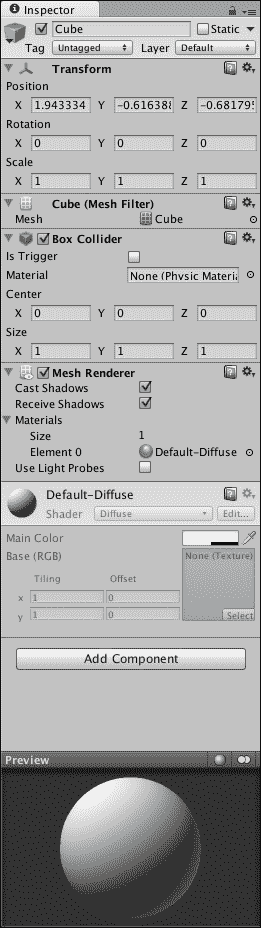 Inspector
Cube Static
Tag Untagged Layer Default
Transform
Position
X 1.943334 Y -0.616388 Z -0.681795
Rotation
X 0 Y 0 Z 0
Scale
X 1 Y 1 Z 1
Cube (Mesh Filter)
Mesh Cube
Box Collider
Is Trigger
Material None (Physic Materia
Center
X 0 Y 0 Z 0
Size
X 1 Y 1 Z 1
Mesh Renderer
Cast Shadows
Receive Shadows
Materials
Size 1
Element 0 Default-Diffuse
Use Light Probes
Default-Diffuse
Shader Diffuse Edit...
Main Color
Base (RGB) None (Texture)
Tiling Offset
x 1 0
y 1 0
Select
Add Component
Preview